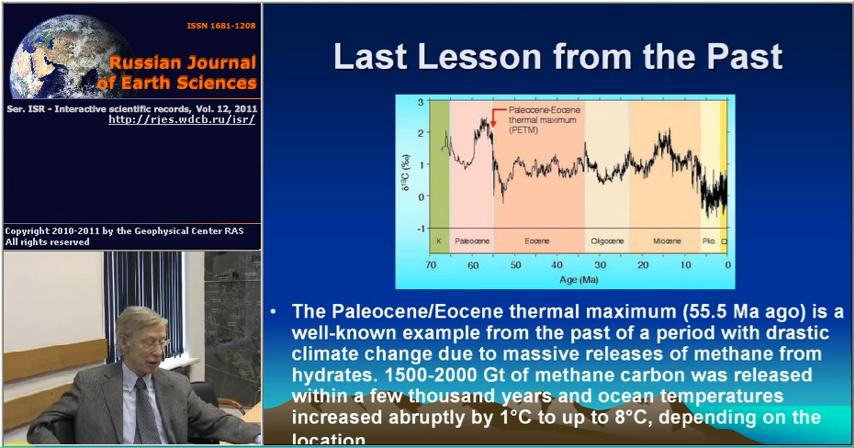 ISSN 1681-1208
Russian Journal
of Earth Sciences
Ser. ISR - Interactive scientific records, Vol. 12, 2011
http://rjes.wdcb.ru/isr/
Copyright 2010-2011 by the Geophysical Center RAS
All rights reserved
Last Lesson from the Past
3
2
1
0
-1
δ¹³C (‰)
Paleocene-Eocene
thermal maximum
(PETM)
K Paleocene Eocene Oligocene Miocene Plio. Q
70 60 50 40 30 20 10 0
Age (Ma)
• The Paleocene/Eocene thermal maximum (55.5 Ma ago) is a
well-known example from the past of a period with drastic
climate change due to massive releases of methane from
hydrates. 1500-2000 Gt of methane carbon was released
within a few thousand years and ocean temperatures
increased abruptly by 1°C to up to 8°C, depending on the
location